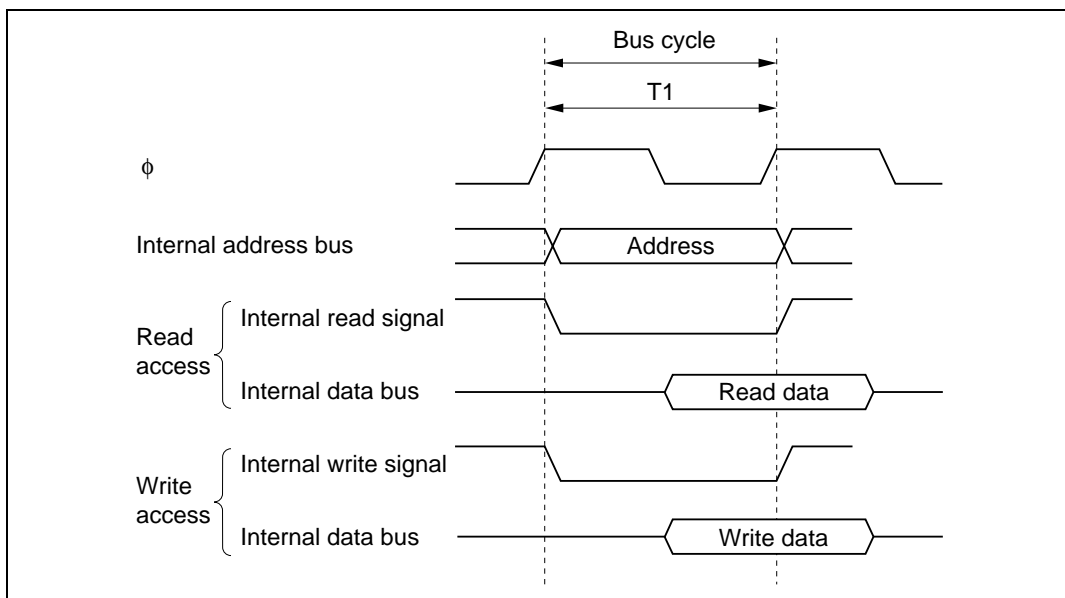 Bus cycle
T1
ϕ
Internal address bus
Address
Read
access
Internal read signal
Internal data bus
Read data
Write
access
Internal write signal
Internal data bus
Write data